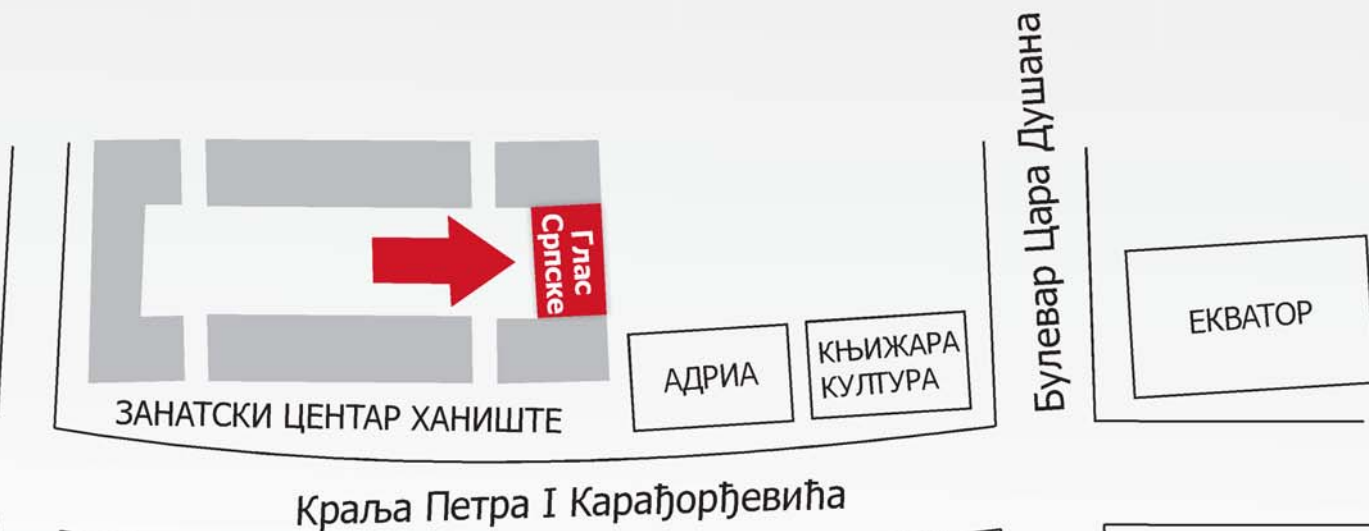 Булевар Цара Душана
Глас
Српске
ЕКВАТОР
АДРИА
КЊИЖАРА
КУЛТУРА
ЗАНАТСКИ ЦЕНТАР ХАНИШТЕ
Краља Петра I Карађорђевића